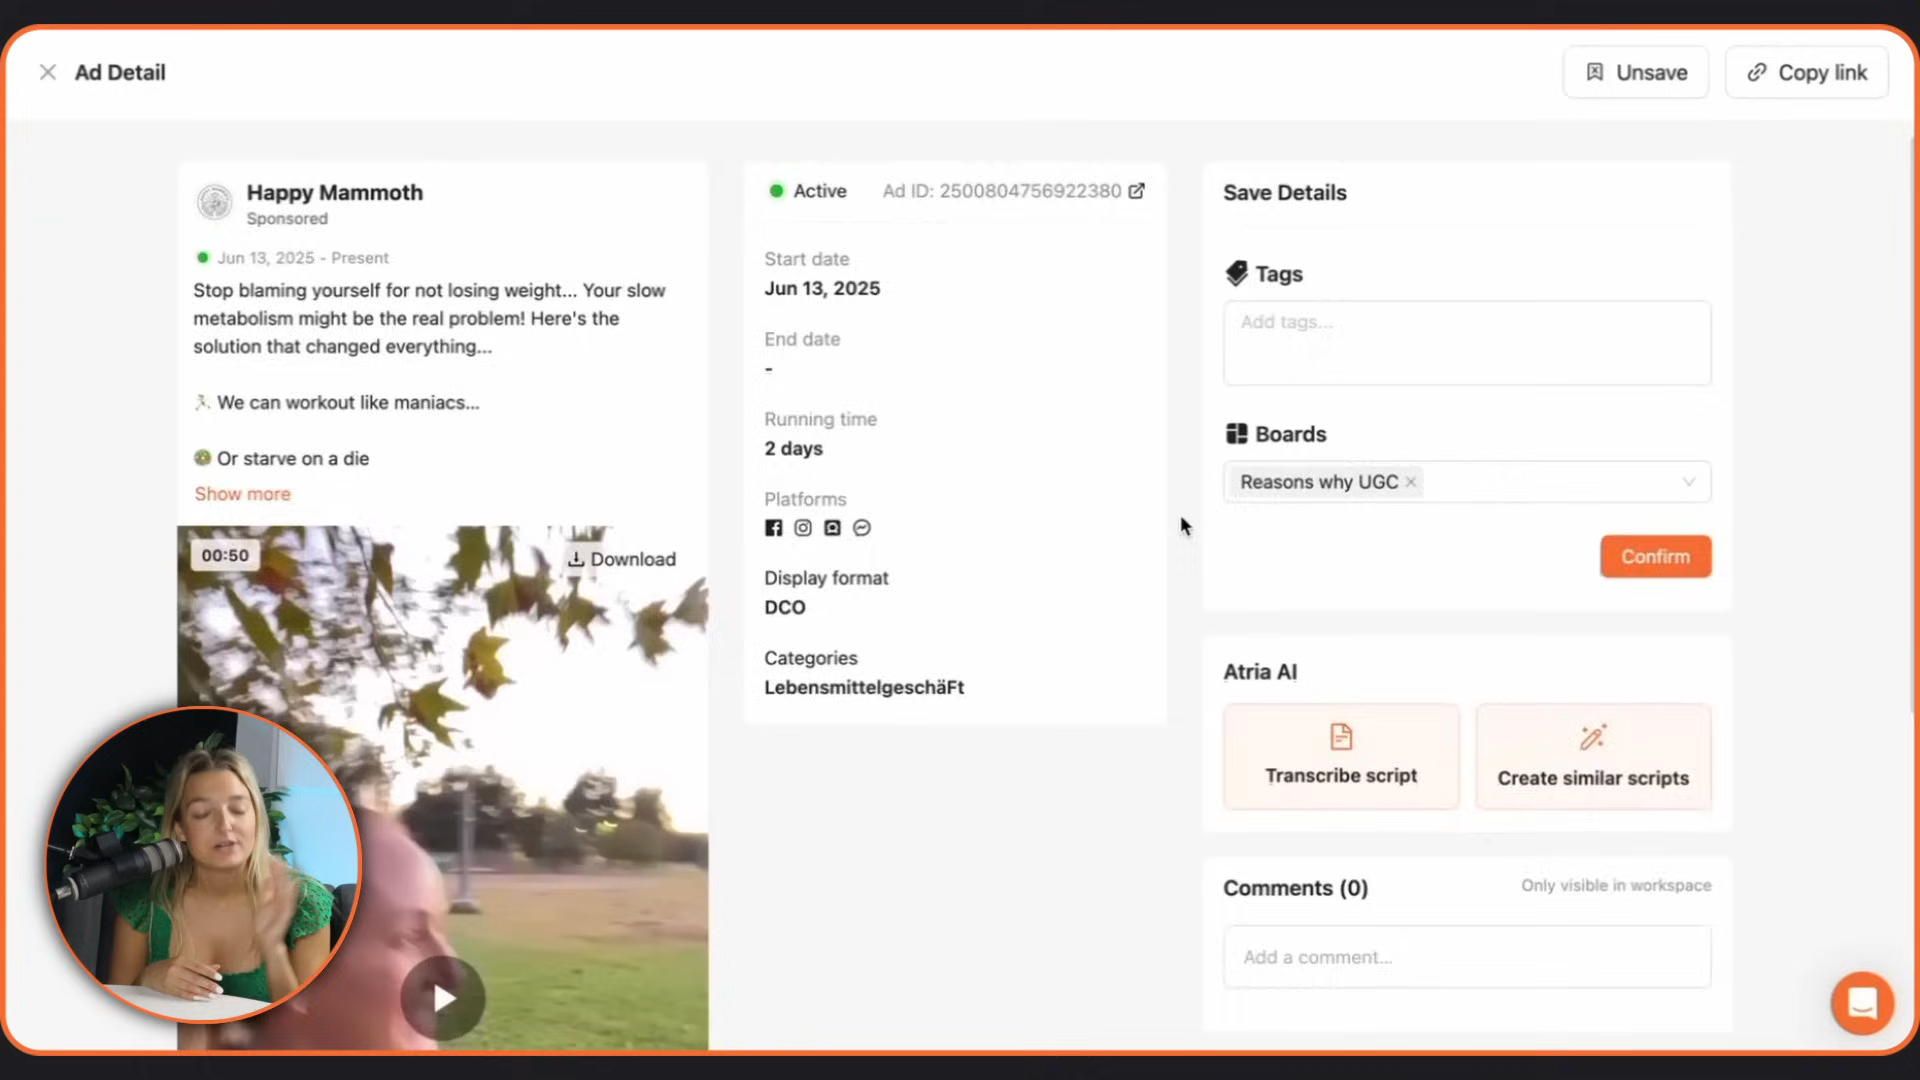 Ad Detail
Unsave
Copy link
Happy Mammoth
Sponsored
Jun 13, 2025 - Present
Stop blaming yourself for not losing weight... Your slow
metabolism might be the real problem! Here's the
solution that changed everything...
We can workout like maniacs...
Or starve on a die
Show more
00:50
Download
Active
Ad ID: 2500804756922380
Start date
Jun 13, 2025
End date
-
Running time
2 days
Platforms
Display format
DCO
Categories
LebensmittelgeschäFt
Save Details
Tags
Add tags...
Boards
Reasons why UGC
Confirm
Atria AI
Transcribe script
Create similar scripts
Comments (0)
Only visible in workspace
Add a comment...